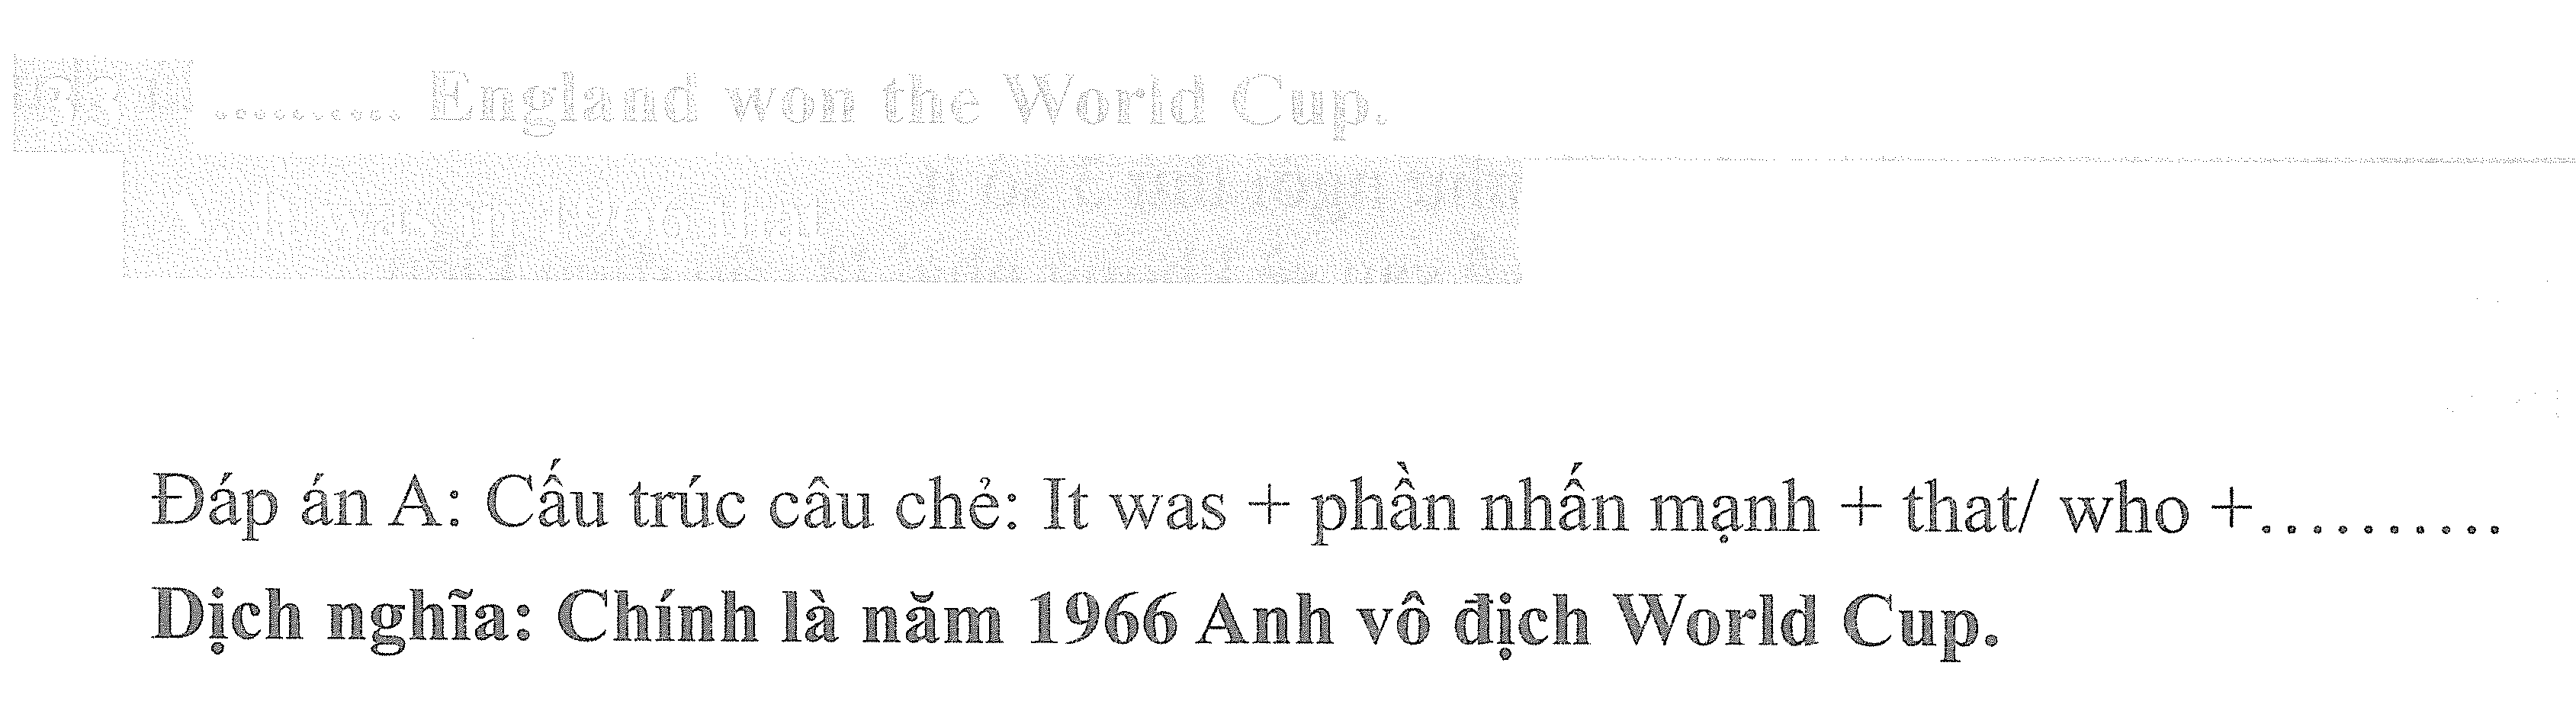 33 .......... England won the World Cup.
A. It was in 1966 that
Đáp án A: Cấu trúc câu chẻ: It was + phần nhấn mạnh + that/ who +..........
Dịch nghĩa: Chính là năm 1966 Anh vô địch World Cup.